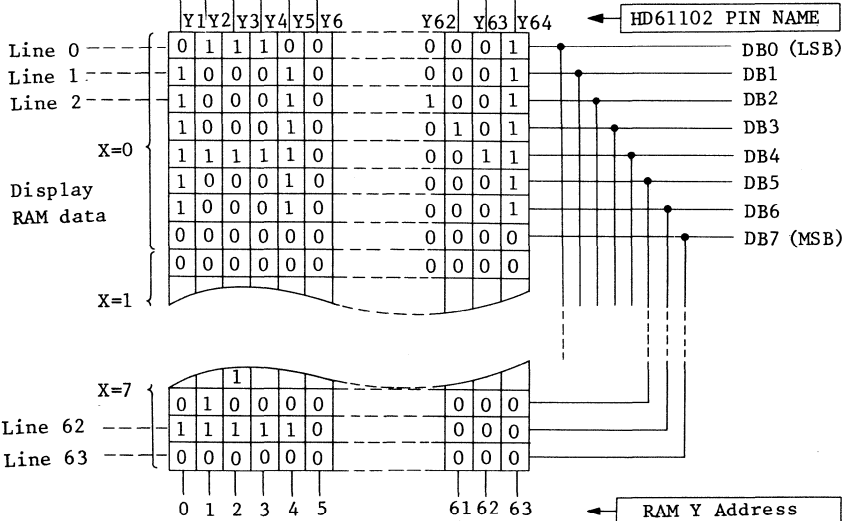 HD61102 PIN NAME
Y1 Y2 Y3 Y4 Y5 Y6 Y62 Y63 Y64
Line 0 0 1 1 1 0 0 0 0 1 DB0 (LSB)
Line 1 1 0 0 0 1 0 0 0 1 DB1
Line 2 1 0 0 0 1 0 1 0 1 DB2
1 0 0 0 1 0 0 1 0 1 DB3
X=0 1 1 1 1 1 0 0 0 1 1 DB4
1 0 0 0 1 0 0 0 1 DB5
Display
RAM data
1 0 0 0 1 0 0 0 1 DB6
0 0 0 0 0 0 0 0 0 DB7 (MSB)
0 0 0 0 0 0 0 0 0
X=1
1
X=7
0 1 0 0 0 0 0 0 0
Line 62 1 1 1 1 1 0 0 0 0
Line 63 0 0 0 0 0 0 0 0 0
0 1 2 3 4 5 61 62 63
RAM Y Address